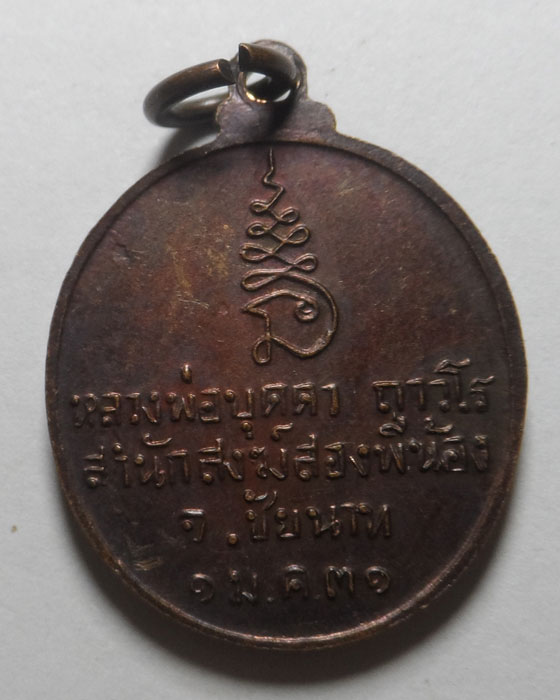 หลวงพ่อบุดดา ถาวโร
สำนักสงฆ์สองพี่น้อง
จ.ชัยนาท
๑ ม.ค.๓๑